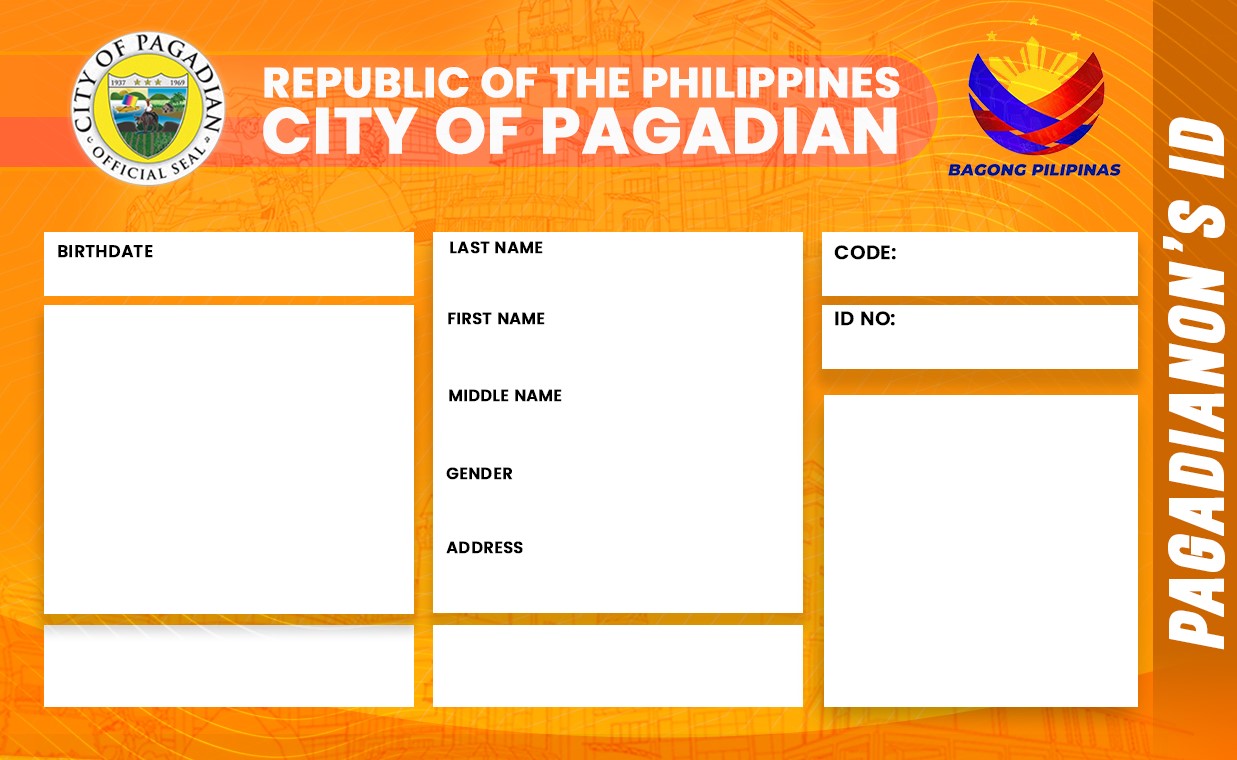 CITY OF PAGADIAN
1937 1969
OFFICIAL SEAL
REPUBLIC OF THE PHILIPPINES
CITY OF PAGADIAN
BAGONG PILIPINAS
BIRTHDATE
LAST NAME
FIRST NAME
MIDDLE NAME
GENDER
ADDRESS
CODE:
ID NO:
PAGADIANON'S ID